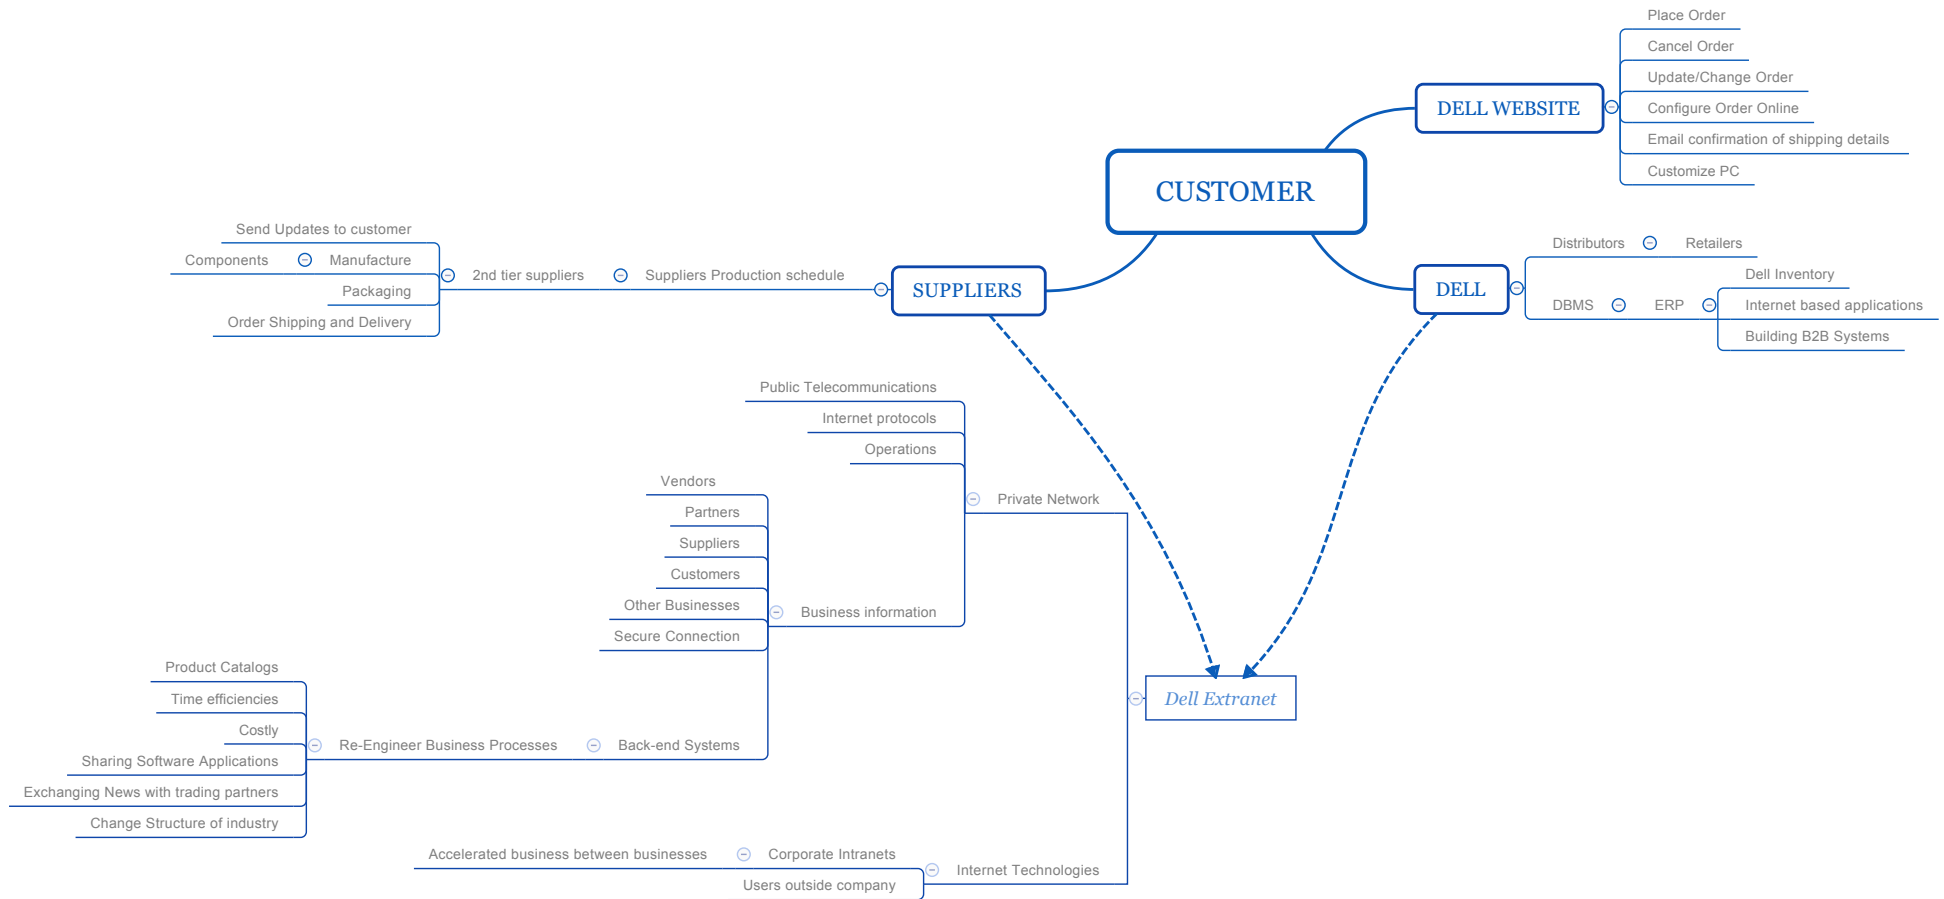 Place Order
Cancel Order
Update/Change Order
DELL WEBSITE
Configure Order Online
Email confirmation of shipping details
Customize PC
CUSTOMER
Send Updates to customer
Components
Manufacture
2nd tier suppliers
Suppliers Production schedule
Packaging
Order Shipping and Delivery
SUPPLIERS
DELL
Distributors
Retailers
Dell Inventory
DBMS
ERP
Internet based applications
Building B2B Systems
Public Telecommunications
Internet protocols
Operations
Private Network
Vendors
Partners
Suppliers
Customers
Other Businesses
Business information
Secure Connection
Dell Extranet
Product Catalogs
Time efficiencies
Costly
Re-Engineer Business Processes
Back-end Systems
Sharing Software Applications
Exchanging News with trading partners
Change Structure of industry
Accelerated business between businesses
Corporate Intranets
Internet Technologies
Users outside company